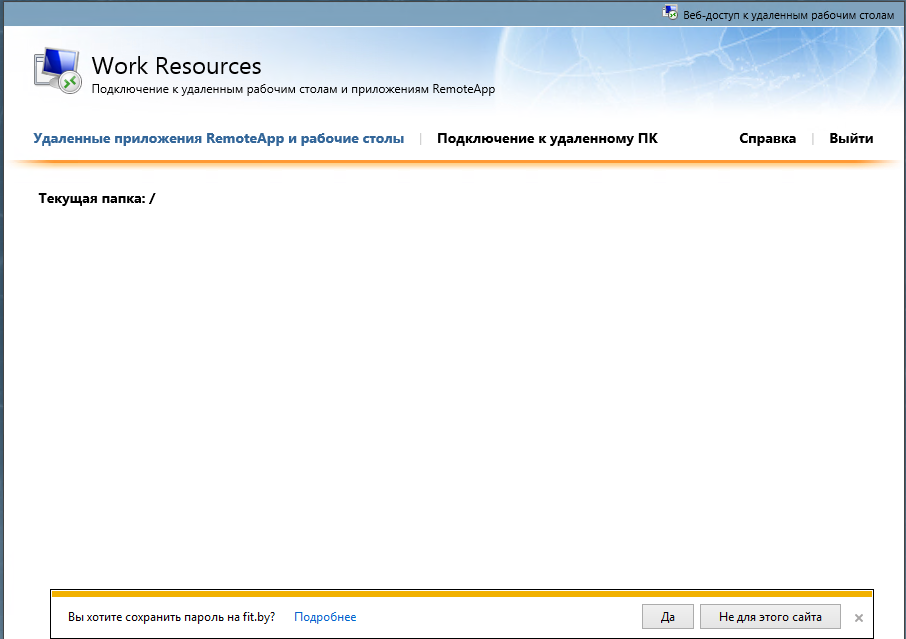 Веб-доступ к удаленным рабочим столам
Work Resources
Подключение к удаленным рабочим столам и приложениям RemoteApp
Удаленные приложения RemoteApp и рабочие столы | Подключение к удаленному ПК Справка | Выйти
Текущая папка: /
Вы хотите сохранить пароль на fit.by? Подробнее Да Не для этого сайта ×